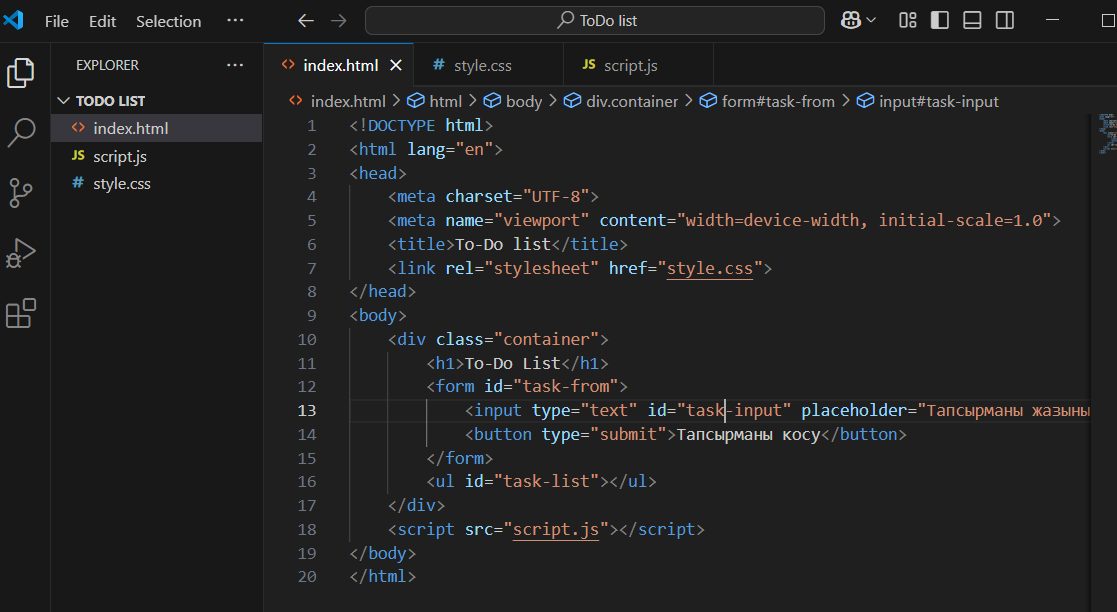 File Edit Selection ··· ToDo list
EXPLORER ···
TODO LIST
index.html
JS script.js
# style.css
index.html # style.css JS script.js
index.html > html > body > div.container > form#task-from > input#task-input
1 <!DOCTYPE html>
2 <html lang="en">
3 <head>
4 <meta charset="UTF-8">
5 <meta name="viewport" content="width=device-width, initial-scale=1.0">
6 <title>To-Do list</title>
7 <link rel="stylesheet" href="style.css">
8 </head>
9 <body>
10 <div class="container">
11 <h1>To-Do List</h1>
12 <form id="task-from">
13 <input type="text" id="task-input" placeholder="Тапсырманы жазыны
14 <button type="submit">Тапсырманы косу</button>
15 </form>
16 <ul id="task-list"></ul>
17 </div>
18 <script src="script.js"></script>
19 </body>
20 </html>